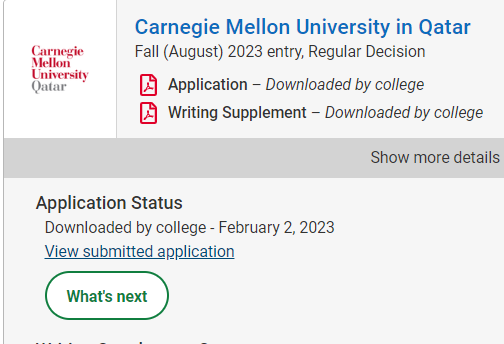 Carnegie
Mellon
University
Qatar
Carnegie Mellon University in Qatar
Fall (August) 2023 entry, Regular Decision
Application – Downloaded by college
Writing Supplement – Downloaded by college
Show more details
Application Status
Downloaded by college - February 2, 2023
View submitted application
What's next